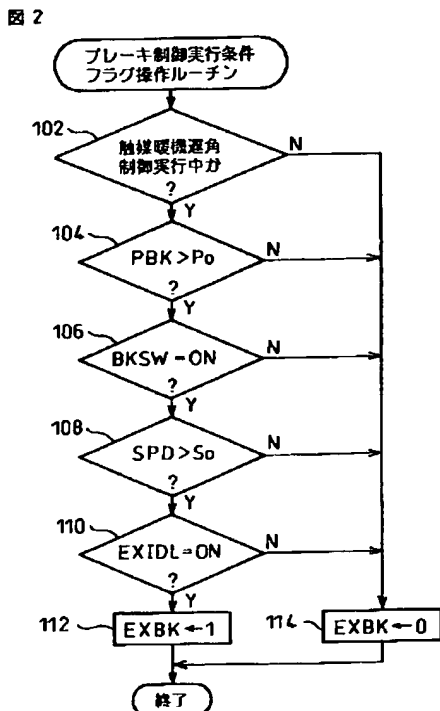 図2
ブレーキ制御実行条件
フラグ操作ルーチン
102
触媒暖機遅角
制御実行中か
?
N
Y
104
PBK>Po
N
?
Y
106
BKSW=ON
N
?
Y
108
SPD>So
N
?
Y
110
EXIDL=ON
N
?
Y
112
EXBK←1
114
EXBK←0
終了